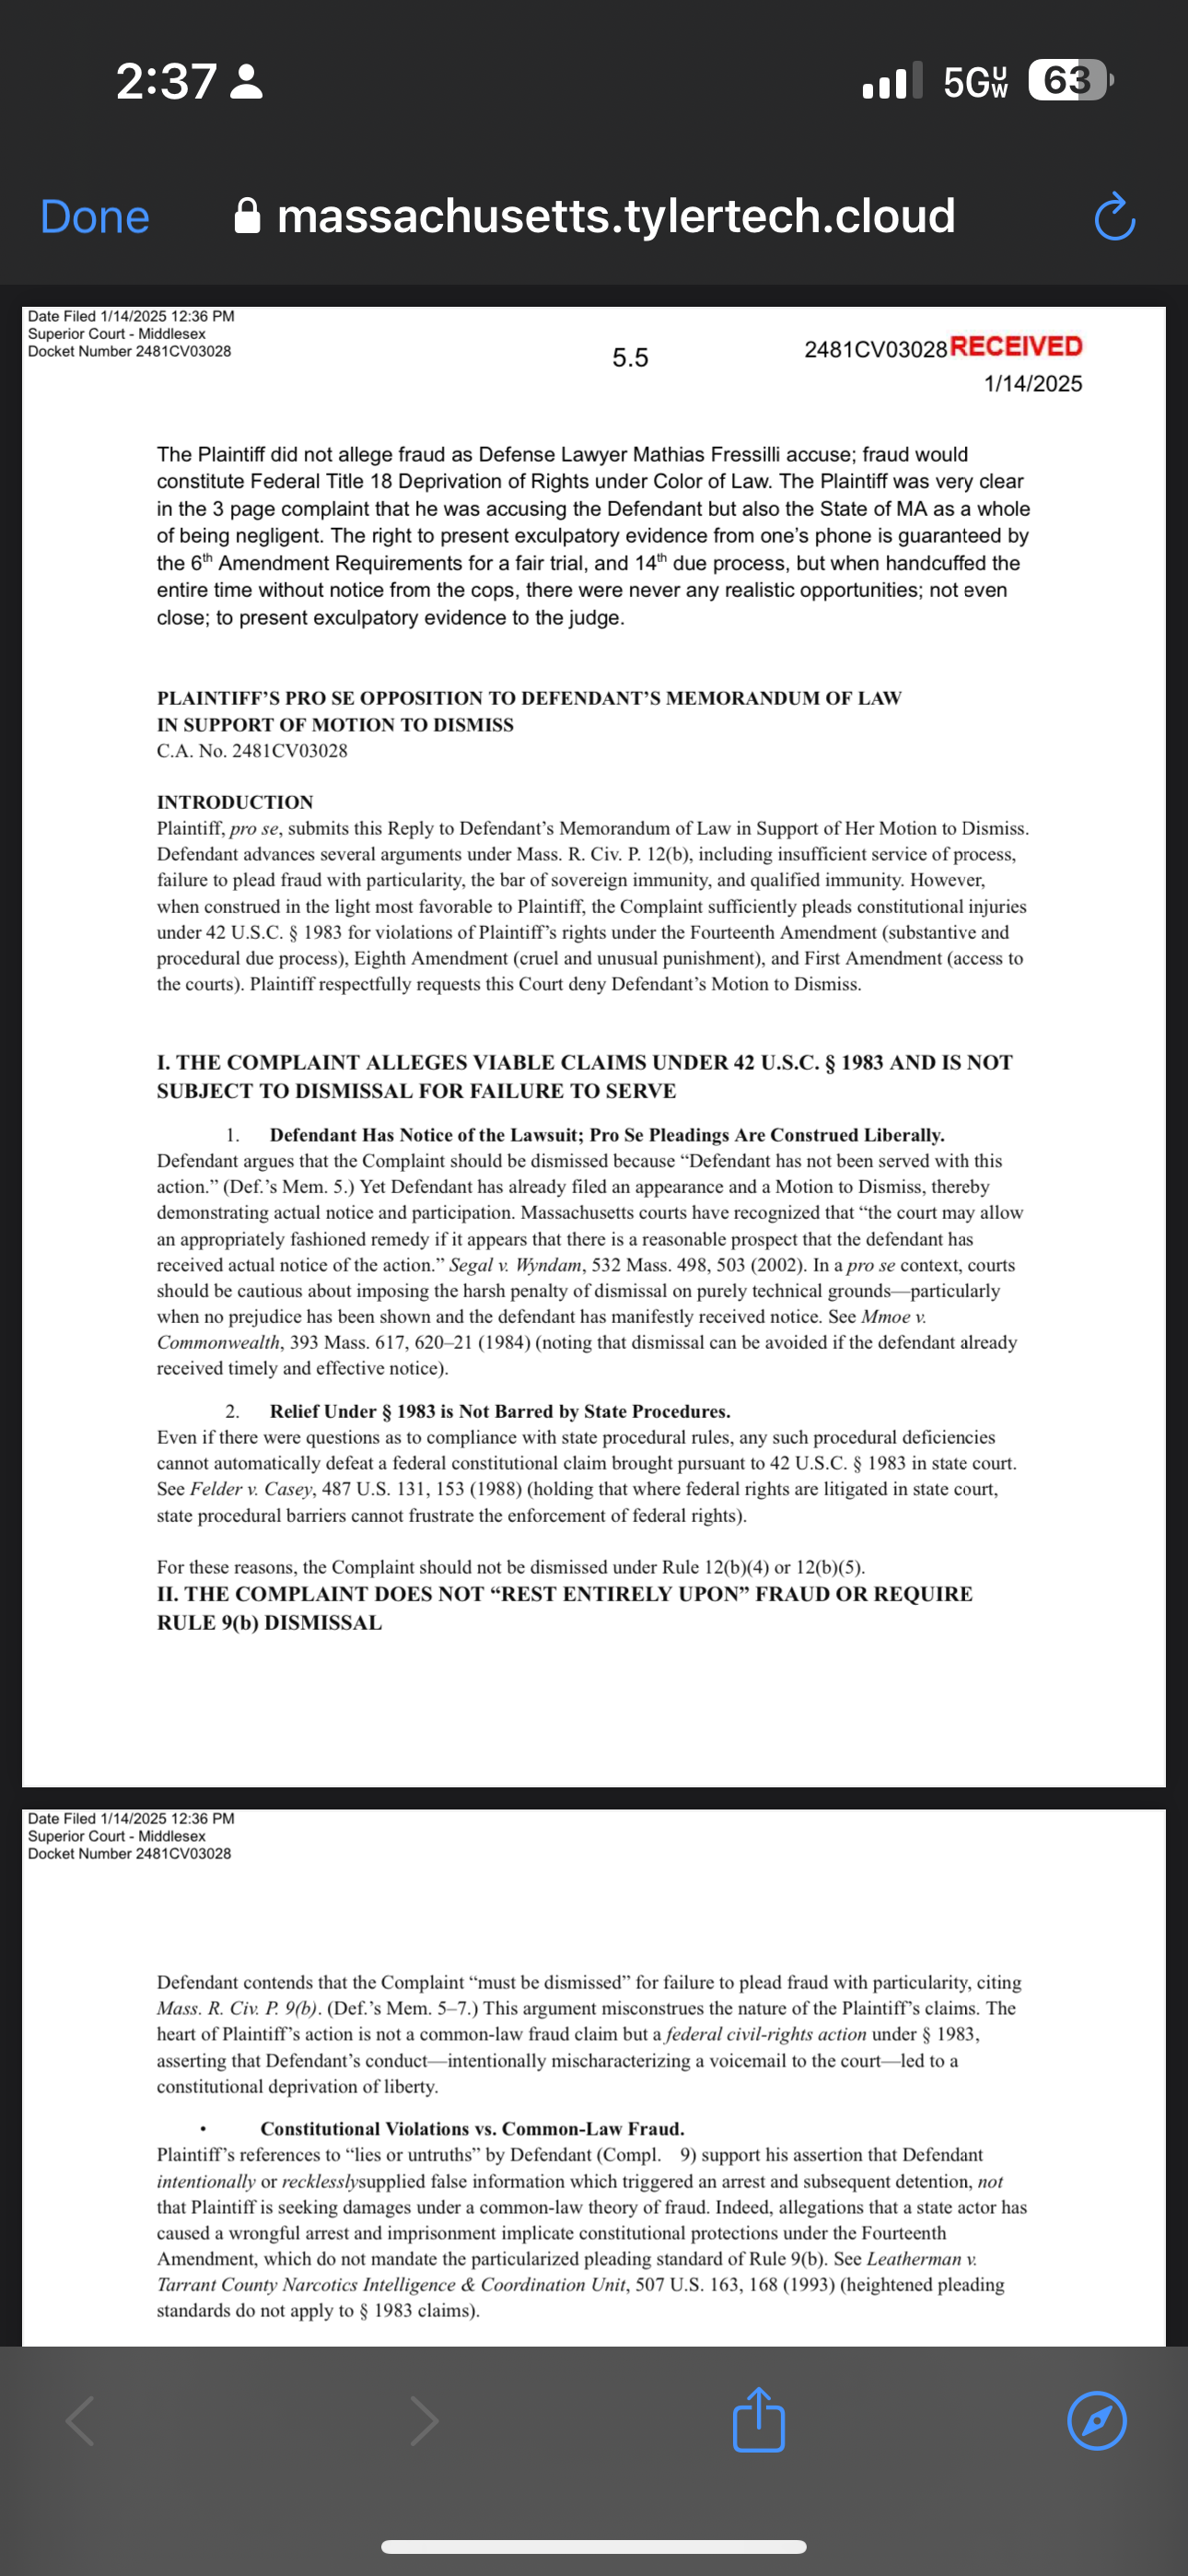 2:37
5GUW
63
Done
massachusetts.tylertech.cloud
Date Filed 1/14/2025 12:36 PM
Superior Court - Middlesex
Docket Number 2481CV03028
5.5
2481CV03028
RECEIVED
1/14/2025
The Plaintiff did not allege fraud as Defense Lawyer Mathias Fressilli accuse; fraud would
constitute Federal Title 18 Deprivation of Rights under Color of Law. The Plaintiff was very clear
in the 3 page complaint that he was accusing the Defendant but also the State of MA as a whole
of being negligent. The right to present exculpatory evidence from one’s phone is guaranteed by
the 6th Amendment Requirements for a fair trial, and 14th due process, but when handcuffed the
entire time without notice from the cops, there were never any realistic opportunities; not even
close; to present exculpatory evidence to the judge.
PLAINTIFF’S PRO SE OPPOSITION TO DEFENDANT’S MEMORANDUM OF LAW
IN SUPPORT OF MOTION TO DISMISS
C.A. No. 2481CV03028
INTRODUCTION
Plaintiff, pro se, submits this Reply to Defendant’s Memorandum of Law in Support of Her Motion to Dismiss.
Defendant advances several arguments under Mass. R. Civ. P. 12(b), including insufficient service of process,
failure to plead fraud with particularity, the bar of sovereign immunity, and qualified immunity. However,
when construed in the light most favorable to Plaintiff, the Complaint sufficiently pleads constitutional injuries
under 42 U.S.C. § 1983 for violations of Plaintiff’s rights under the Fourteenth Amendment (substantive and
procedural due process), Eighth Amendment (cruel and unusual punishment), and First Amendment (access to
the courts). Plaintiff respectfully requests this Court deny Defendant’s Motion to Dismiss.
I. THE COMPLAINT ALLEGES VIABLE CLAIMS UNDER 42 U.S.C. § 1983 AND IS NOT
SUBJECT TO DISMISSAL FOR FAILURE TO SERVE
1. Defendant Has Notice of the Lawsuit; Pro Se Pleadings Are Construed Liberally.
Defendant argues that the Complaint should be dismissed because “Defendant has not been served with this
action.” (Def.’s Mem. 5.) Yet Defendant has already filed an appearance and a Motion to Dismiss, thereby
demonstrating actual notice and participation. Massachusetts courts have recognized that “the court may allow
an appropriately fashioned remedy if it appears that there is a reasonable prospect that the defendant has
received actual notice of the action.” Segal v. Wyndam, 532 Mass. 498, 503 (2002). In a pro se context, courts
should be cautious about imposing the harsh penalty of dismissal on purely technical grounds—particularly
when no prejudice has been shown and the defendant has manifestly received notice. See Mmoe v.
Commonwealth, 393 Mass. 617, 620–21 (1984) (noting that dismissal can be avoided if the defendant already
received timely and effective notice).
2. Relief Under § 1983 is Not Barred by State Procedures.
Even if there were questions as to compliance with state procedural rules, any such procedural deficiencies
cannot automatically defeat a federal constitutional claim brought pursuant to 42 U.S.C. § 1983 in state court.
See Felder v. Casey, 487 U.S. 131, 153 (1988) (holding that where federal rights are litigated in state court,
state procedural barriers cannot frustrate the enforcement of federal rights).
For these reasons, the Complaint should not be dismissed under Rule 12(b)(4) or 12(b)(5).
II. THE COMPLAINT DOES NOT “REST ENTIRELY UPON” FRAUD OR REQUIRE
RULE 9(b) DISMISSAL
Date Filed 1/14/2025 12:36 PM
Superior Court - Middlesex
Docket Number 2481CV03028
Defendant contends that the Complaint “must be dismissed” for failure to plead fraud with particularity, citing
Mass. R. Civ. P. 9(b). (Def.’s Mem. 5–7.) This argument misconstrues the nature of the Plaintiff’s claims. The
heart of Plaintiff’s action is not a common-law fraud claim but a federal civil-rights action under § 1983,
asserting that Defendant’s conduct—intentionally mischaracterizing a voicemail to the court—led to a
constitutional deprivation of liberty.
• Constitutional Violations vs. Common-Law Fraud.
Plaintiff’s references to “lies or untruths” by Defendant (Compl. 9) support his assertion that Defendant
intentionally or recklesslysupplied false information which triggered an arrest and subsequent detention, not
that Plaintiff is seeking damages under a common-law theory of fraud. Indeed, allegations that a state actor has
caused a wrongful arrest and imprisonment implicate constitutional protections under the Fourteenth
Amendment, which do not mandate the particularized pleading standard of Rule 9(b). See Leatherman v.
Tarrant County Narcotics Intelligence & Coordination Unit, 507 U.S. 163, 168 (1993) (heightened pleading
standards do not apply to § 1983 claims).